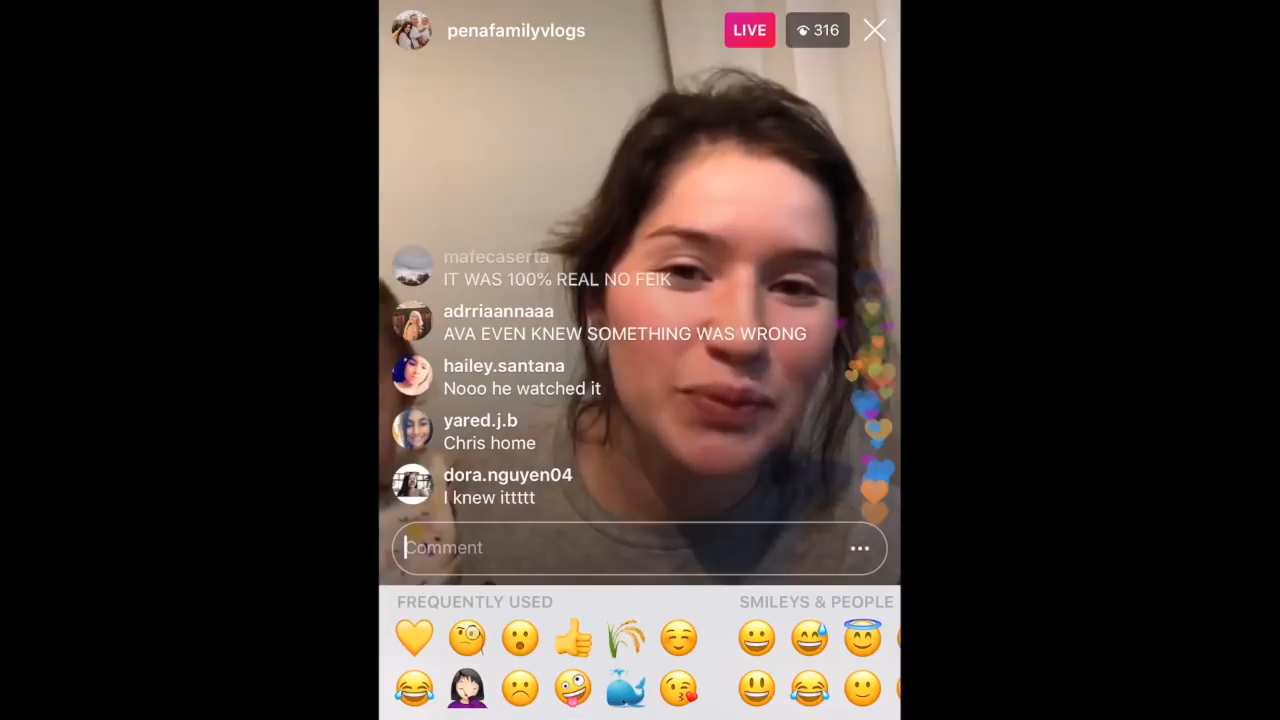 penafamilyvlogs
LIVE
316
mafecaserta
IT WAS 100% REAL NO FEIK
adrriaannaaa
AVA EVEN KNEW SOMETHING WAS WRONG
hailey.santana
Nooo he watched it
yared.j.b
Chris home
dora.nguyen04
I knew ittttt
Comment
FREQUENTLY USED
SMILEYS & PEOPLE